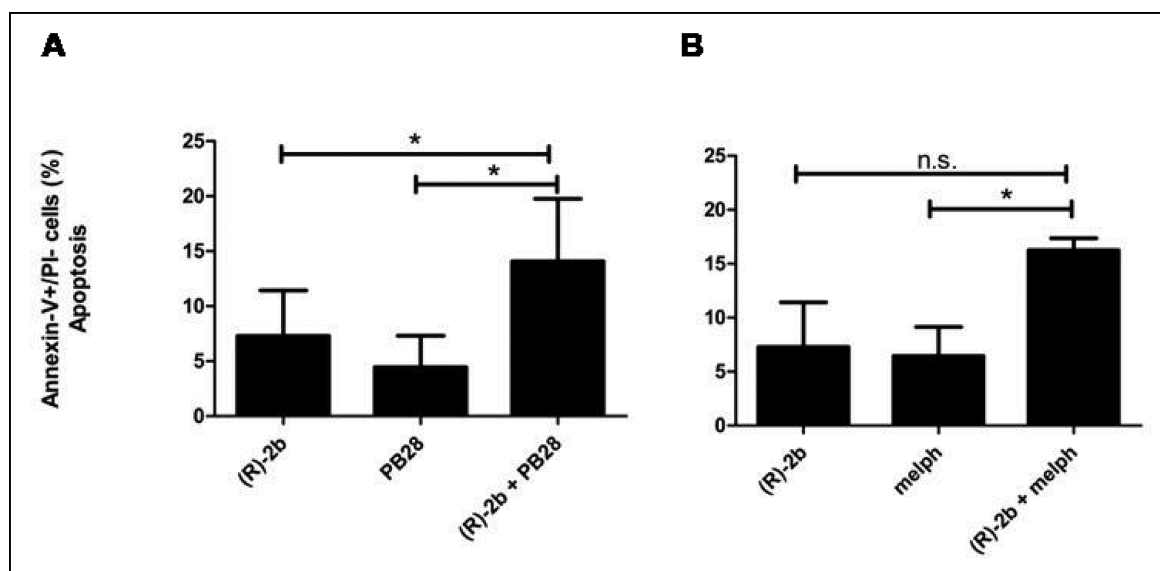 A
B
Annexin-V+/PI- cells (%)
Apoptosis
25
20
15
10
5
0
*
*
(R)-2b
PB28
(R)-2b + PB28
25
20
15
10
5
0
n.s.
*
(R)-2b
melph
(R)-2b + melph